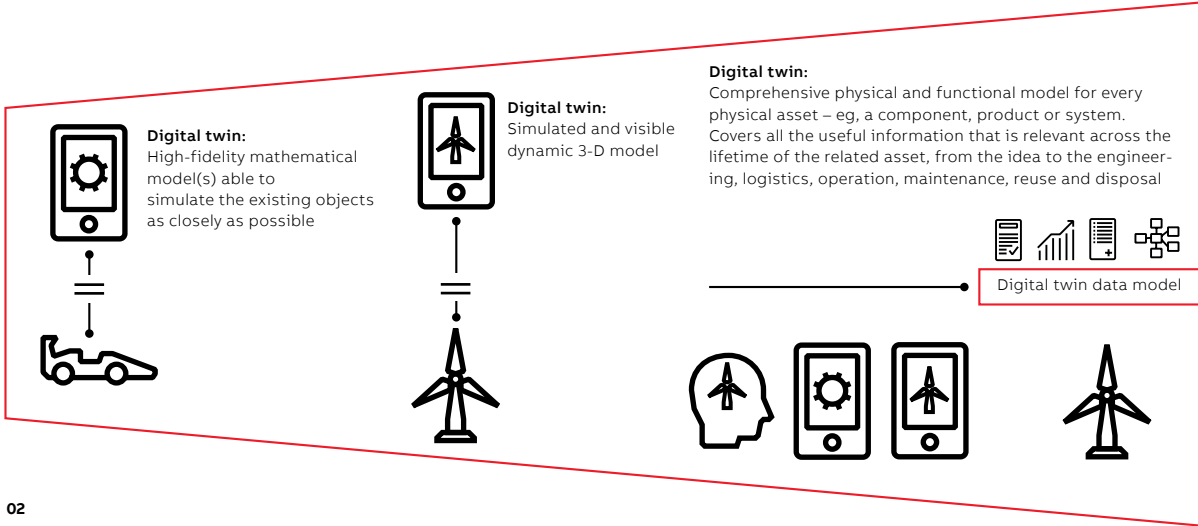 Digital twin:
High-fidelity mathematical
model(s) able to
simulate the existing objects
as closely as possible
Digital twin:
Simulated and visible
dynamic 3-D model
Digital twin:
Comprehensive physical and functional model for every
physical asset – eg, a component, product or system.
Covers all the useful information that is relevant across the
lifetime of the related asset, from the idea to the engineer-
ing, logistics, operation, maintenance, reuse and disposal
Digital twin data model
02